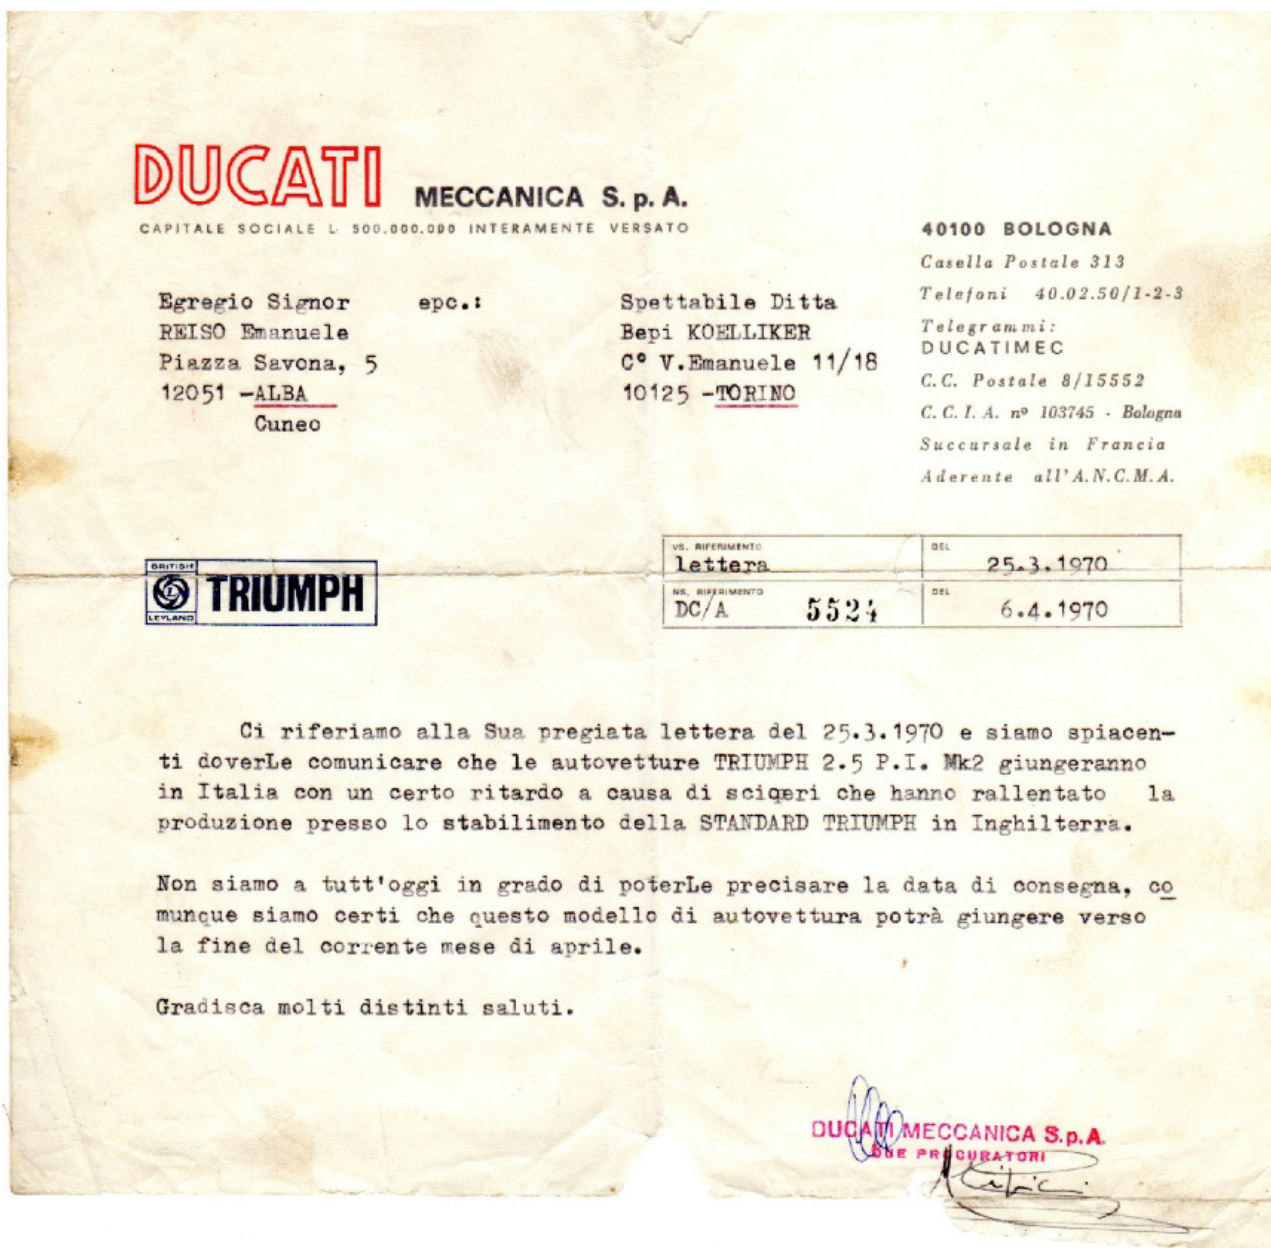 DUCATI MECCANICA S.p.A.
CAPITALE SOCIALE L. 500.000.000 INTERAMENTE VERSATO
40100 BOLOGNA
Casella Postale 313
Telefoni 40.02.50/1-2-3
Telegrammi:
DUCATIMEC
C.C. Postale 8/15552
C.C.I.A. nº 103745 - Bologna
Succursale in Francia
Aderente all'A.N.C.M.A.
Egregio Signor epc.:
REISO Emanuele
Piazza Savona, 5
12051 -ALBA
Cuneo
Spettabile Ditta
Bepi KOELLIKER
Cº V.Emanuele 11/18
10125 -TORINO
BRITISH
LEYLAND
TRIUMPH
VS. RIFERIMENTO DEL
lettera 25.3.1970
NS. RIFERIMENTO DEL
DC/A 5524 6.4.1970
Ci riferiamo alla Sua pregiata lettera del 25.3.1970 e siamo spiacen-
ti doverLe comunicare che le autovetture TRIUMPH 2.5 P.I. Mk2 giungeranno
in Italia con un certo ritardo a causa di scioperi che hanno rallentato la
produzione presso lo stabilimento della STANDARD TRIUMPH in Inghilterra.
Non siamo a tutt'oggi in grado di poterLe precisare la data di consegna, co
munque siamo certi che questo modello di autovettura potrà giungere verso
la fine del corrente mese di aprile.
Gradisca molti distinti saluti.
DUCATI MECCANICA S.p.A.
DUE PROCURATORI